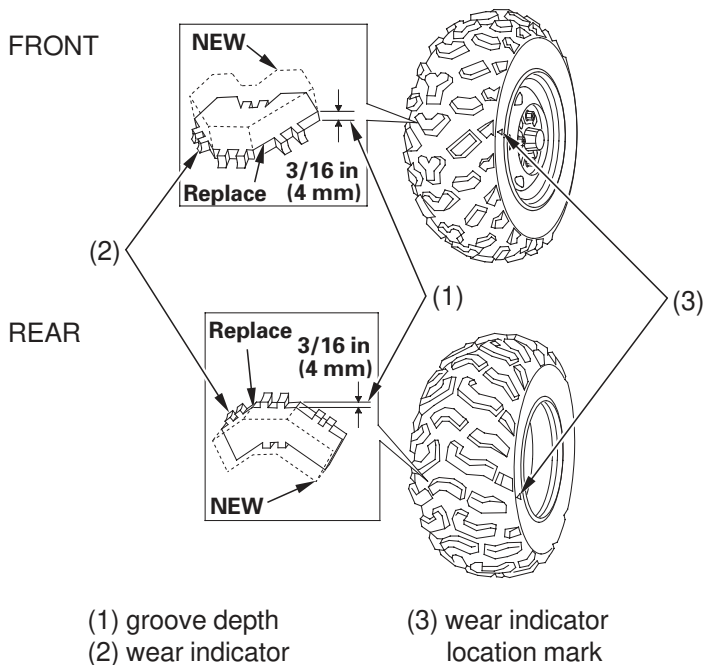 FRONT
NEW
Replace
3/16 in
(4 mm)
(2)
(1)
(3)
REAR
Replace
3/16 in
(4 mm)
NEW
(1) groove depth
(2) wear indicator
(3) wear indicator
location mark